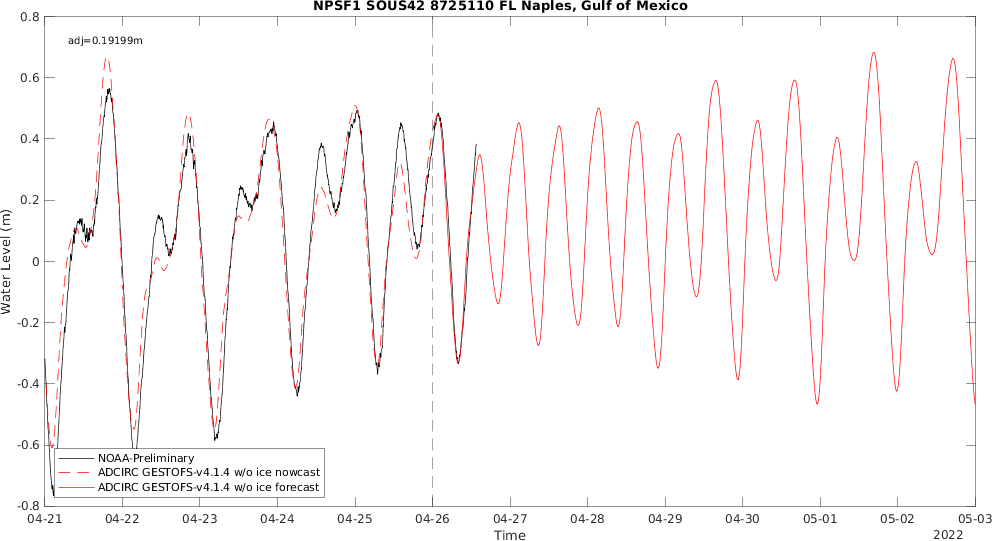 NPSF1 SOUS42 8725110 FL Naples, Gulf of Mexico
adj=0.19199m
Water Level (m)
0.8
0.6
0.4
0.2
0
-0.2
-0.4
-0.6
-0.8
NOAA-Preliminary
ADCIRC GESTOFS-v4.1.4 w/o ice nowcast
ADCIRC GESTOFS-v4.1.4 w/o ice forecast
04-21 04-22 04-23 04-24 04-25 04-26 04-27 04-28 04-29 04-30 05-01 05-02 05-03
Time
2022